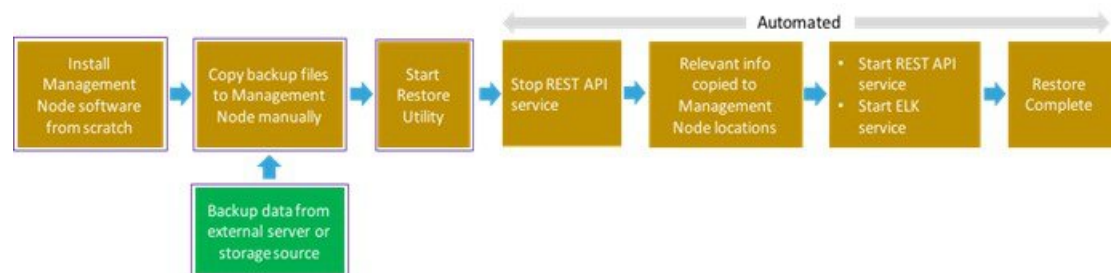 Automated
Install
Management
Node software
from scratch
Copy backup files
to Management
Node manually
Start
Restore
Utility
Stop REST API
service
Relevant info
copied to
Management
Node locations
• Start REST API
service
• Start ELK
service
Restore
Complete
Backup data from
external server or
storage source